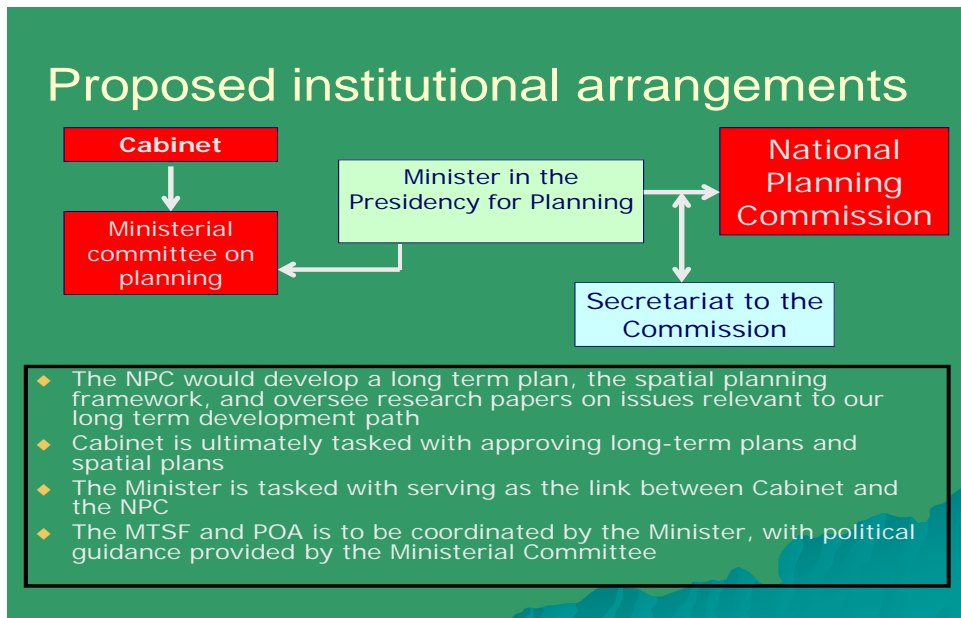 Proposed institutional arrangements
Cabinet
Minister in the
Presidency for Planning
National
Planning
Commission
Ministerial
committee on
planning
Secretariat to the
Commission
The NPC would develop a long term plan, the spatial planning
framework, and oversee research papers on issues relevant to our
long term development path
Cabinet is ultimately tasked with approving long-term plans and
spatial plans
The Minister is tasked with serving as the link between Cabinet and
the NPC
The MTSF and POA is to be coordinated by the Minister, with political
guidance provided by the Ministerial Committee